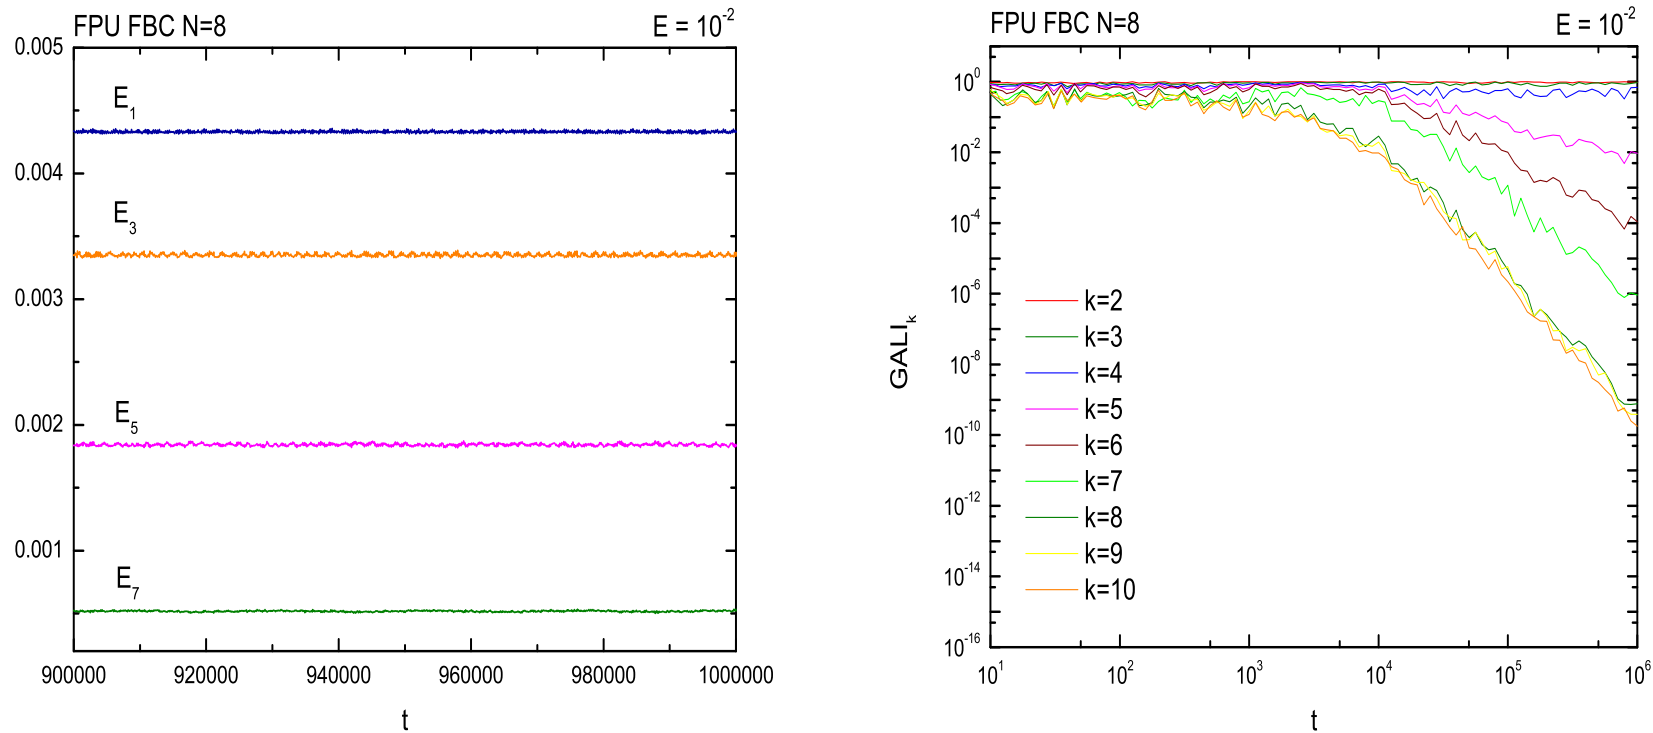 FPU FBC N=8
E = 10⁻²
0.005
0.004
0.003
0.002
0.001
E₁
E₃
E₅
E₇
900000 920000 940000 960000 980000 1000000
t
FPU FBC N=8
E = 10⁻²
10⁰
10⁻²
10⁻⁴
10⁻⁶
10⁻⁸
10⁻¹⁰
10⁻¹²
10⁻¹⁴
10⁻¹⁶
GALIₖ
k=2
k=3
k=4
k=5
k=6
k=7
k=8
k=9
k=10
10¹ 10² 10³ 10⁴ 10⁵ 10⁶
t